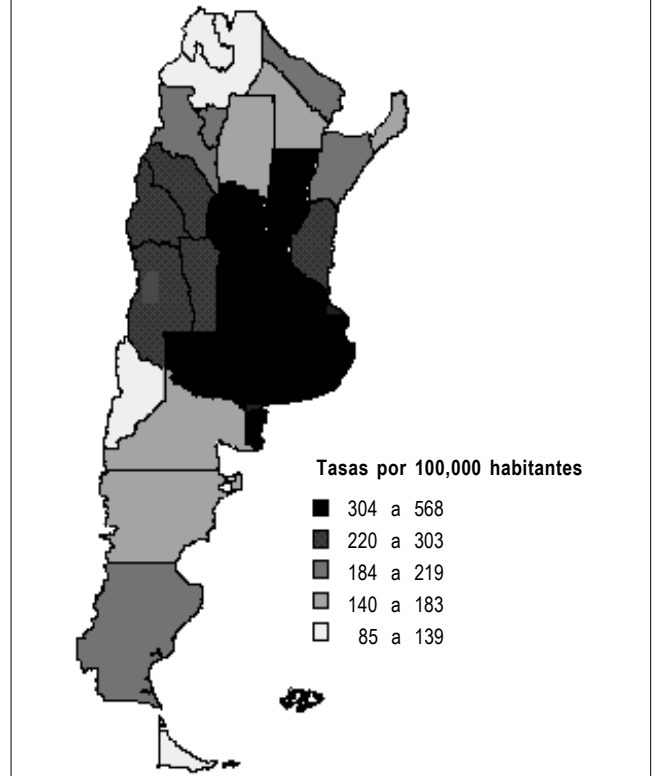 Tasas por 100,000 habitantes
304 a 568
220 a 303
184 a 219
140 a 183
85 a 139